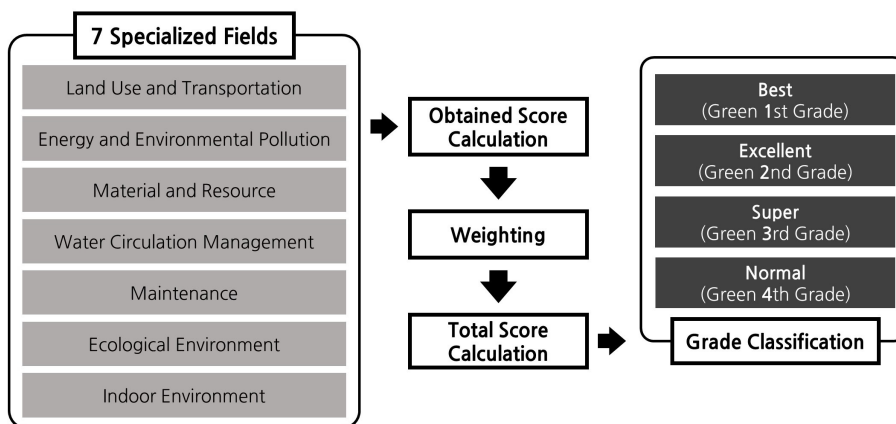 7 Specialized Fields
Land Use and Transportation
Energy and Environmental Pollution
Material and Resource
Water Circulation Management
Maintenance
Ecological Environment
Indoor Environment
Obtained Score
Calculation
Weighting
Total Score
Calculation
Best
(Green 1st Grade)
Excellent
(Green 2nd Grade)
Super
(Green 3rd Grade)
Normal
(Green 4th Grade)
Grade Classification